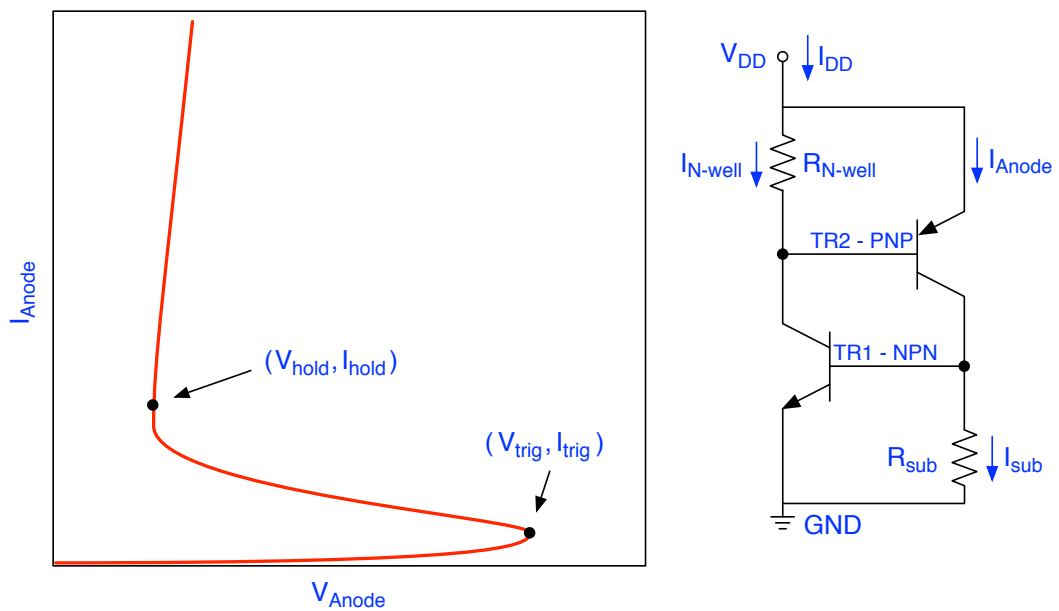 I_Anode
(V_hold, I_hold)
(V_trig, I_trig)
V_Anode
V_DD
I_DD
I_N-well
R_N-well
I_Anode
TR2 - PNP
TR1 - NPN
R_sub
I_sub
GND